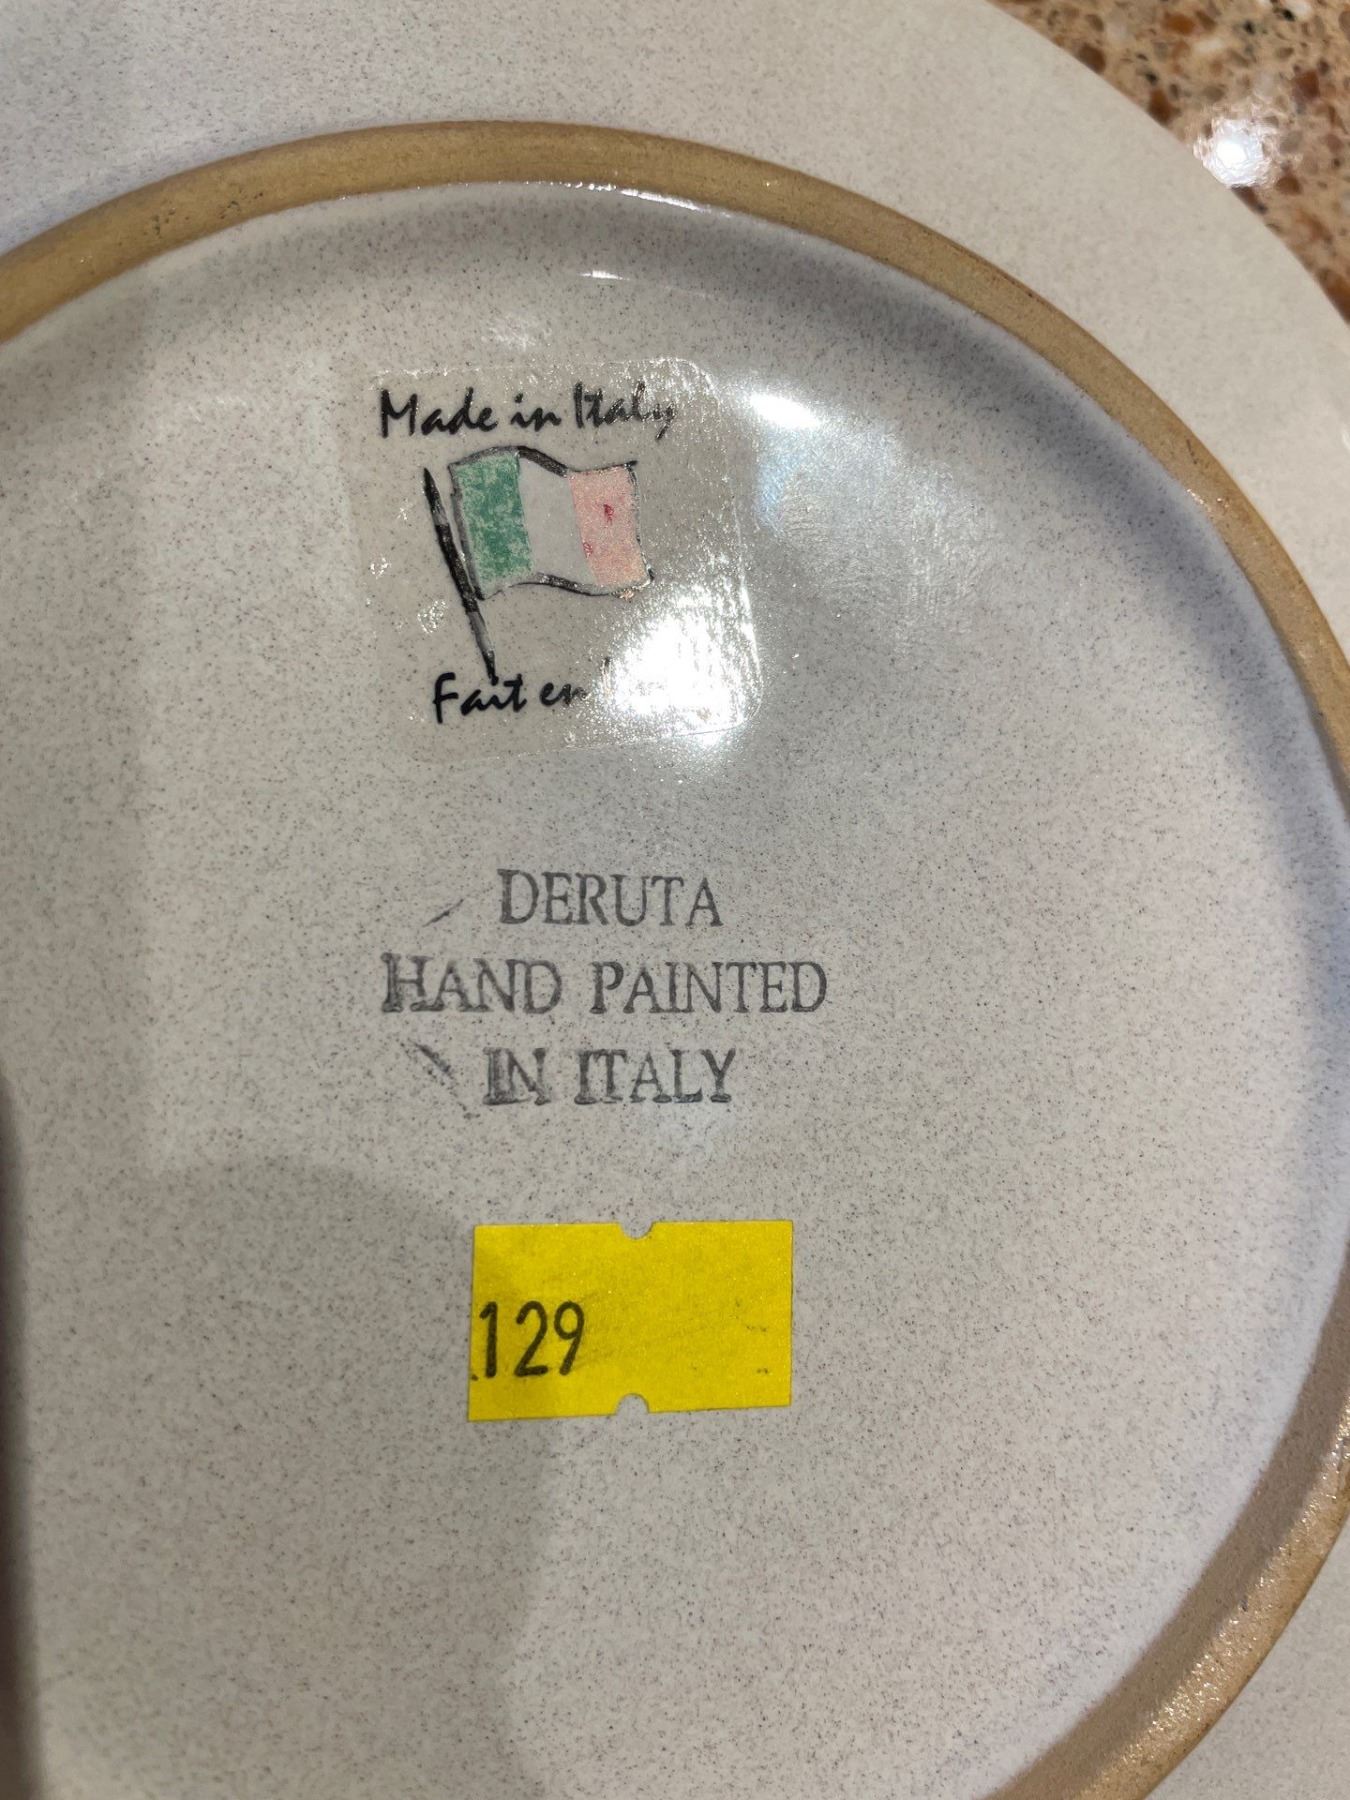 Made in Italy
Fait en
DERUTA
HAND PAINTED
IN ITALY
129